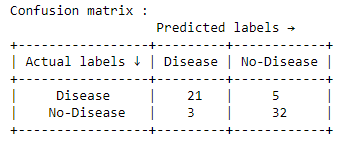 Confusion matrix :
Predicted labels →
+------------------+---------+------------+
| Actual labels ↓ | Disease | No-Disease |
+------------------+---------+------------+
| Disease | 21 | 5 |
| No-Disease | 3 | 32 |
+------------------+---------+------------+